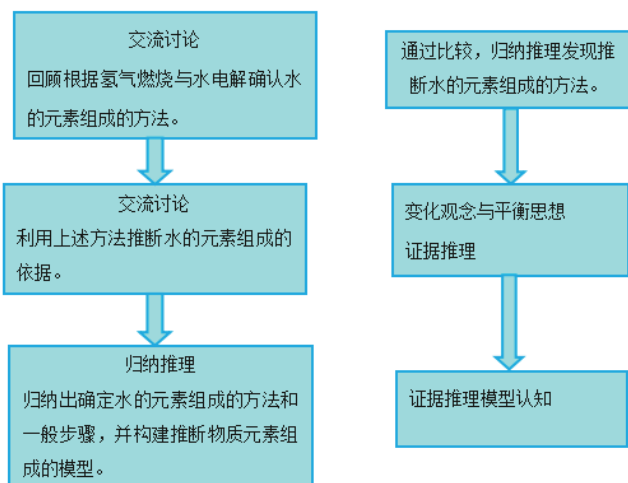 交流讨论
回顾根据氢气燃烧与水电解确认水
的元素组成的方法。
交流讨论
利用上述方法推断水的元素组成的
依据。
归纳推理
归纳出确定水的元素组成的方法和
一般步骤，并构建推断物质元素组
成的模型。
通过比较，归纳推理发现推
断水的元素组成的方法。
变化观念与平衡思想
证据推理
证据推理模型认知